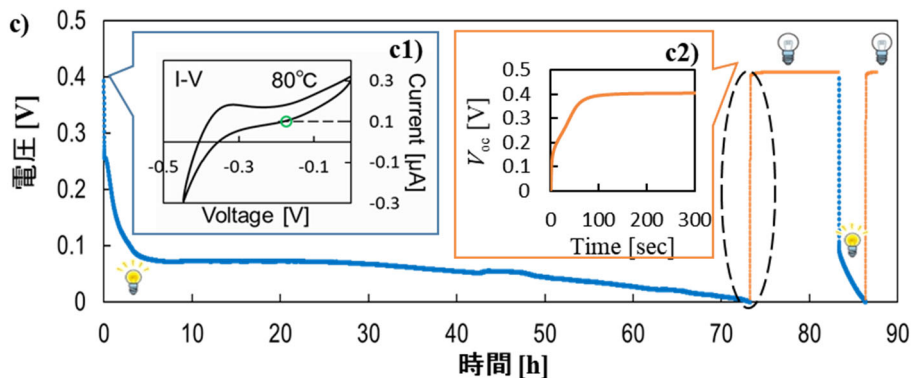 c)
電圧 [V]
0.5
0.4
0.3
0.2
0.1
0
c1)
I-V
80℃
0.3
0.1
-0.1
-0.3
Current [μA]
-0.5
-0.3
-0.1
Voltage [V]
c2)
Voc [V]
0.5
0.4
0.3
0.2
0.1
0
0 100 200 300
Time [sec]
0 10 20 30 40 50 60 70 80 90
時間 [h]